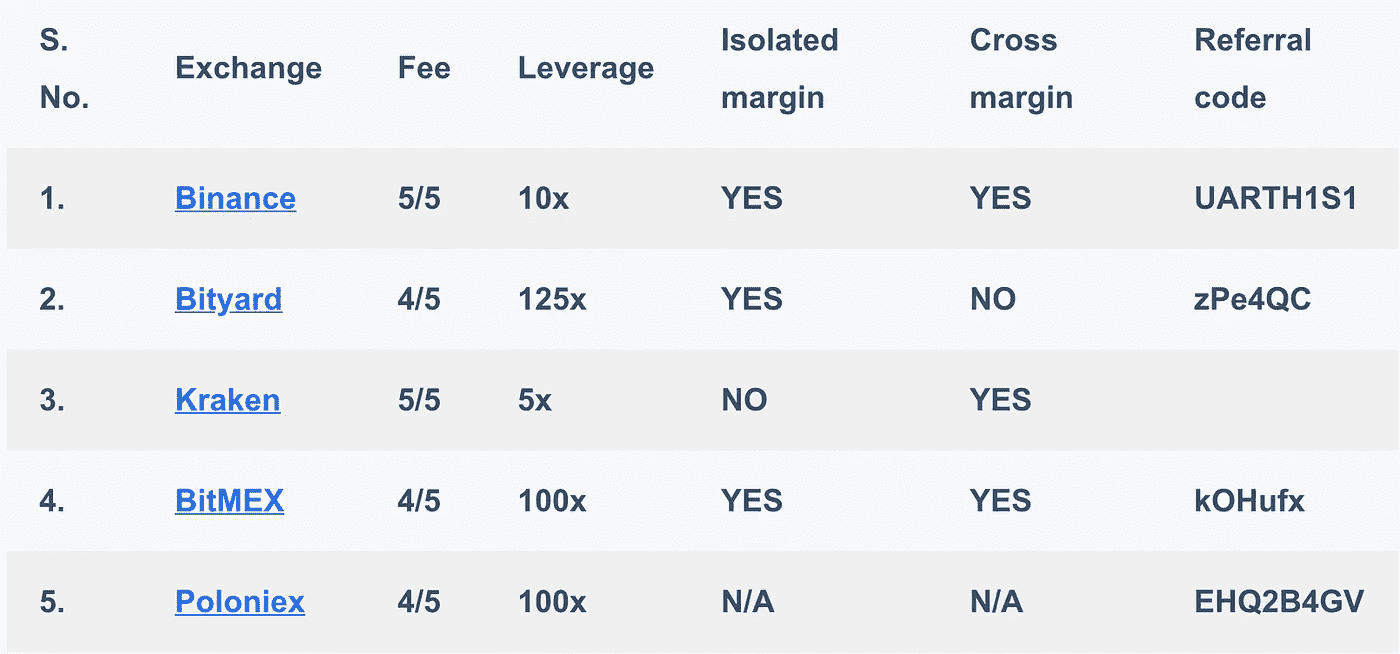 S. No. Exchange Fee Leverage Isolated margin Cross margin Referral code
1. Binance 5/5 10x YES YES UARTH1S1
2. Bityard 4/5 125x YES NO zPe4QC
3. Kraken 5/5 5x NO YES
4. BitMEX 4/5 100x YES YES kOHufx
5. Poloniex 4/5 100x N/A N/A EHQ2B4GV